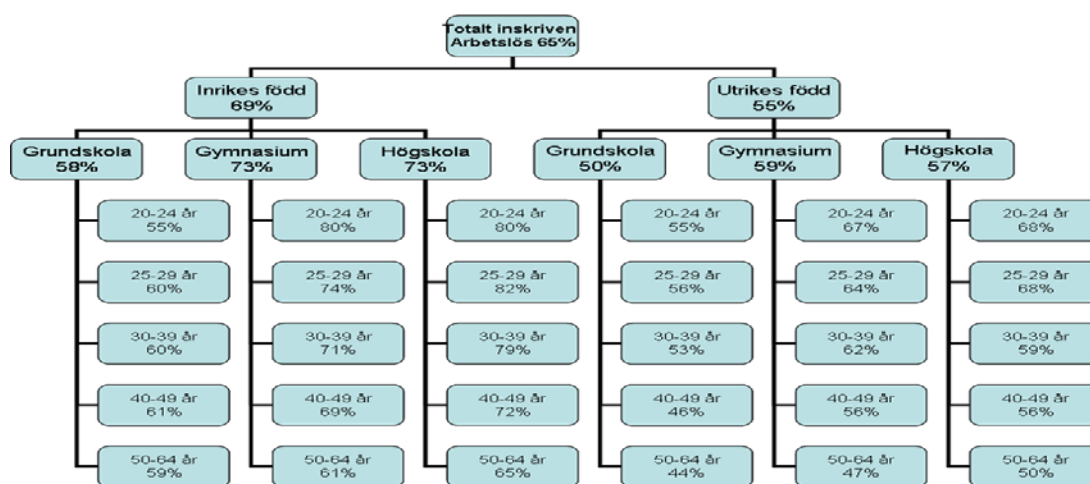 Totalt inskriven
Arbetslös 65%
Inrikes född
69%
Utrikes född
55%
Grundskola
58%
Gymnasium
73%
Högskola
73%
Grundskola
50%
Gymnasium
59%
Högskola
57%
20-24 år
55%
20-24 år
80%
20-24 år
80%
20-24 år
55%
20-24 år
67%
20-24 år
68%
25-29 år
60%
25-29 år
74%
25-29 år
82%
25-29 år
56%
25-29 år
64%
25-29 år
68%
30-39 år
60%
30-39 år
71%
30-39 år
79%
30-39 år
53%
30-39 år
62%
30-39 år
59%
40-49 år
61%
40-49 år
69%
40-49 år
72%
40-49 år
46%
40-49 år
56%
40-49 år
56%
50-64 år
59%
50-64 år
61%
50-64 år
65%
50-64 år
44%
50-64 år
47%
50-64 år
50%